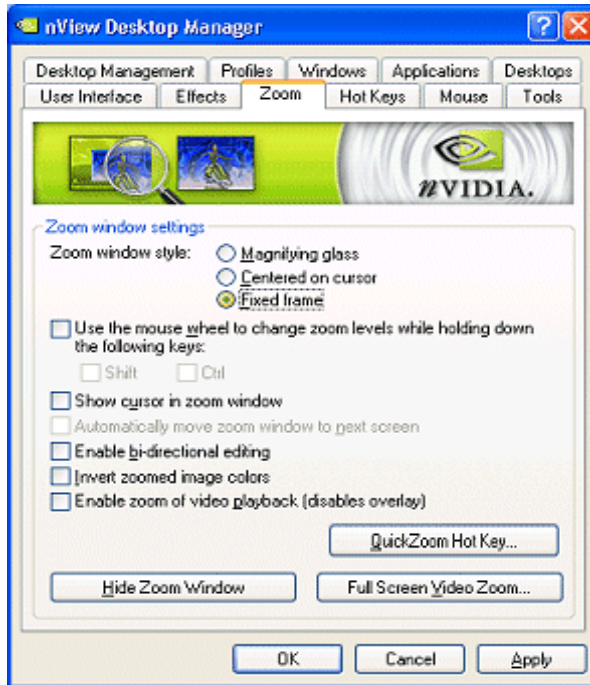 nView Desktop Manager
Desktop Management Profiles Windows Applications Desktops
User Interface Effects Zoom Hot Keys Mouse Tools
nVIDIA.
Zoom window settings
Zoom window style:
Magnifying glass
Centered on cursor
Fixed frame
Use the mouse wheel to change zoom levels while holding down
the following keys:
Shift Ctrl
Show cursor in zoom window
Automatically move zoom window to next screen
Enable bi-directional editing
Invert zoomed image colors
Enable zoom of video playback (disables overlay)
QuickZoom Hot Key...
Hide Zoom Window Full Screen Video Zoom...
OK Cancel Apply